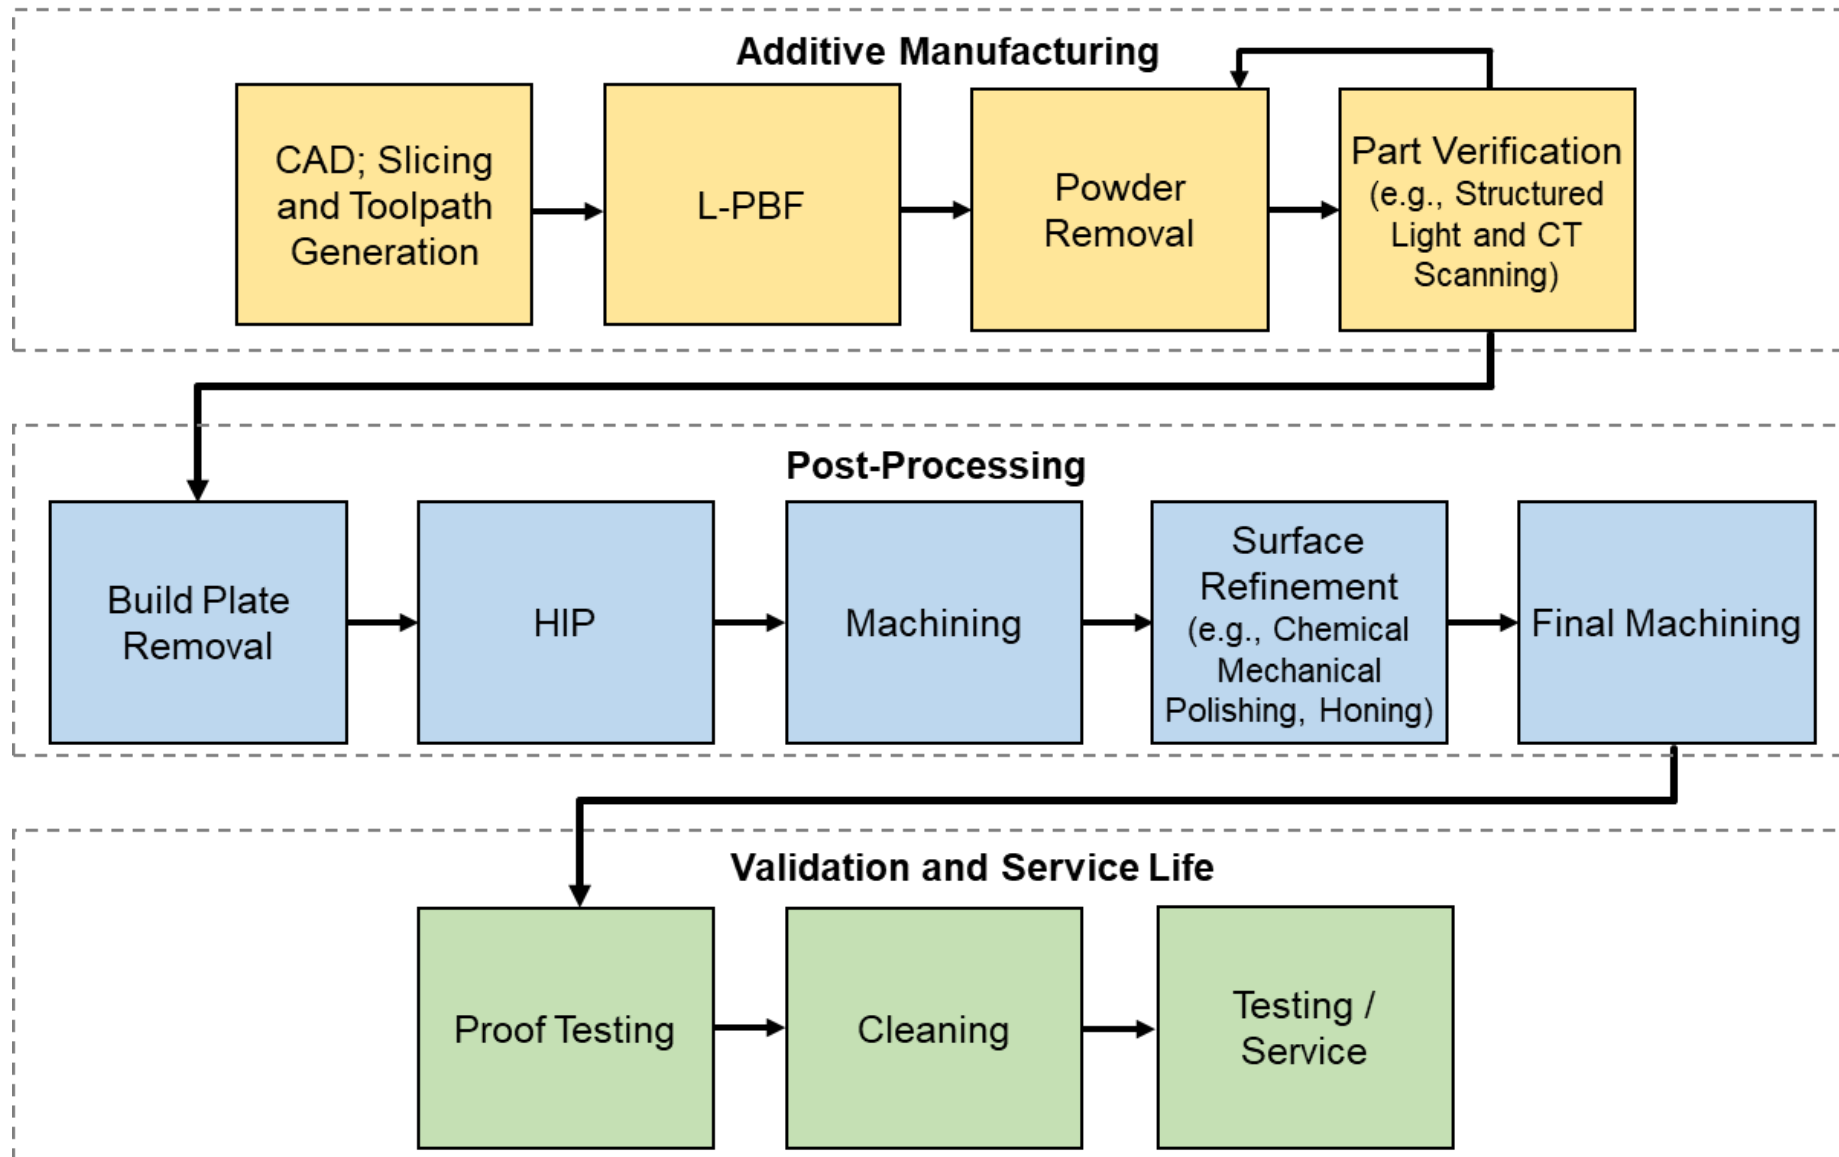 Additive Manufacturing
CAD; Slicing
and Toolpath
Generation
L-PBF
Powder
Removal
Part Verification
(e.g., Structured
Light and CT
Scanning)
Post-Processing
Build Plate
Removal
HIP
Machining
Surface
Refinement
(e.g., Chemical
Mechanical
Polishing, Honing)
Final Machining
Validation and Service Life
Proof Testing
Cleaning
Testing /
Service